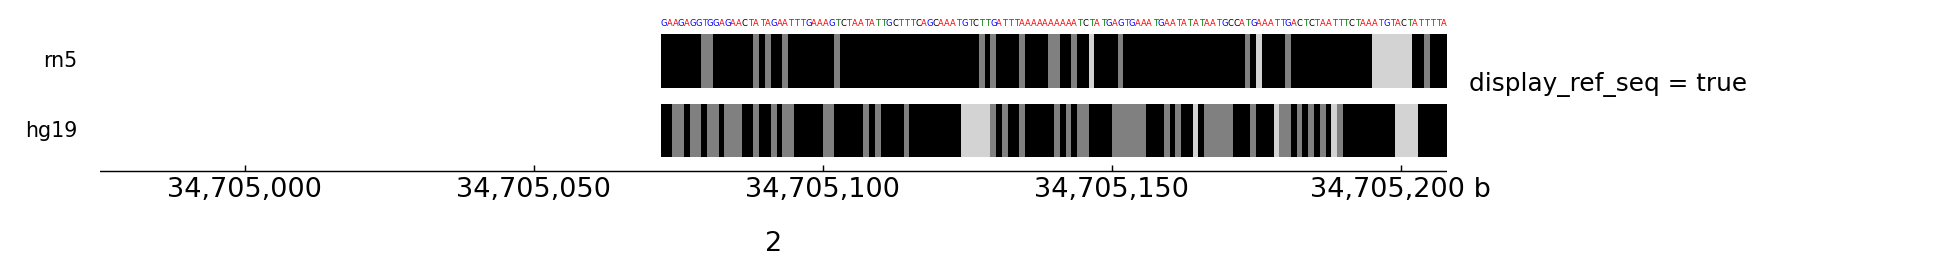 GAAGAGGTGGAGAACTATAGAATTTGAAAGTCTAATATTGCTTTCAGCAAATGTCTTGATTTAAAAAAAAAATCTATGAGTGAAATGAATATATAATGCCATGAAATTGACTCTAATTTCTAAATGTACTATTTTA
rn5
display_ref_seq = true
hg19
34,705,000 34,705,050 34,705,100 34,705,150 34,705,200 b
2